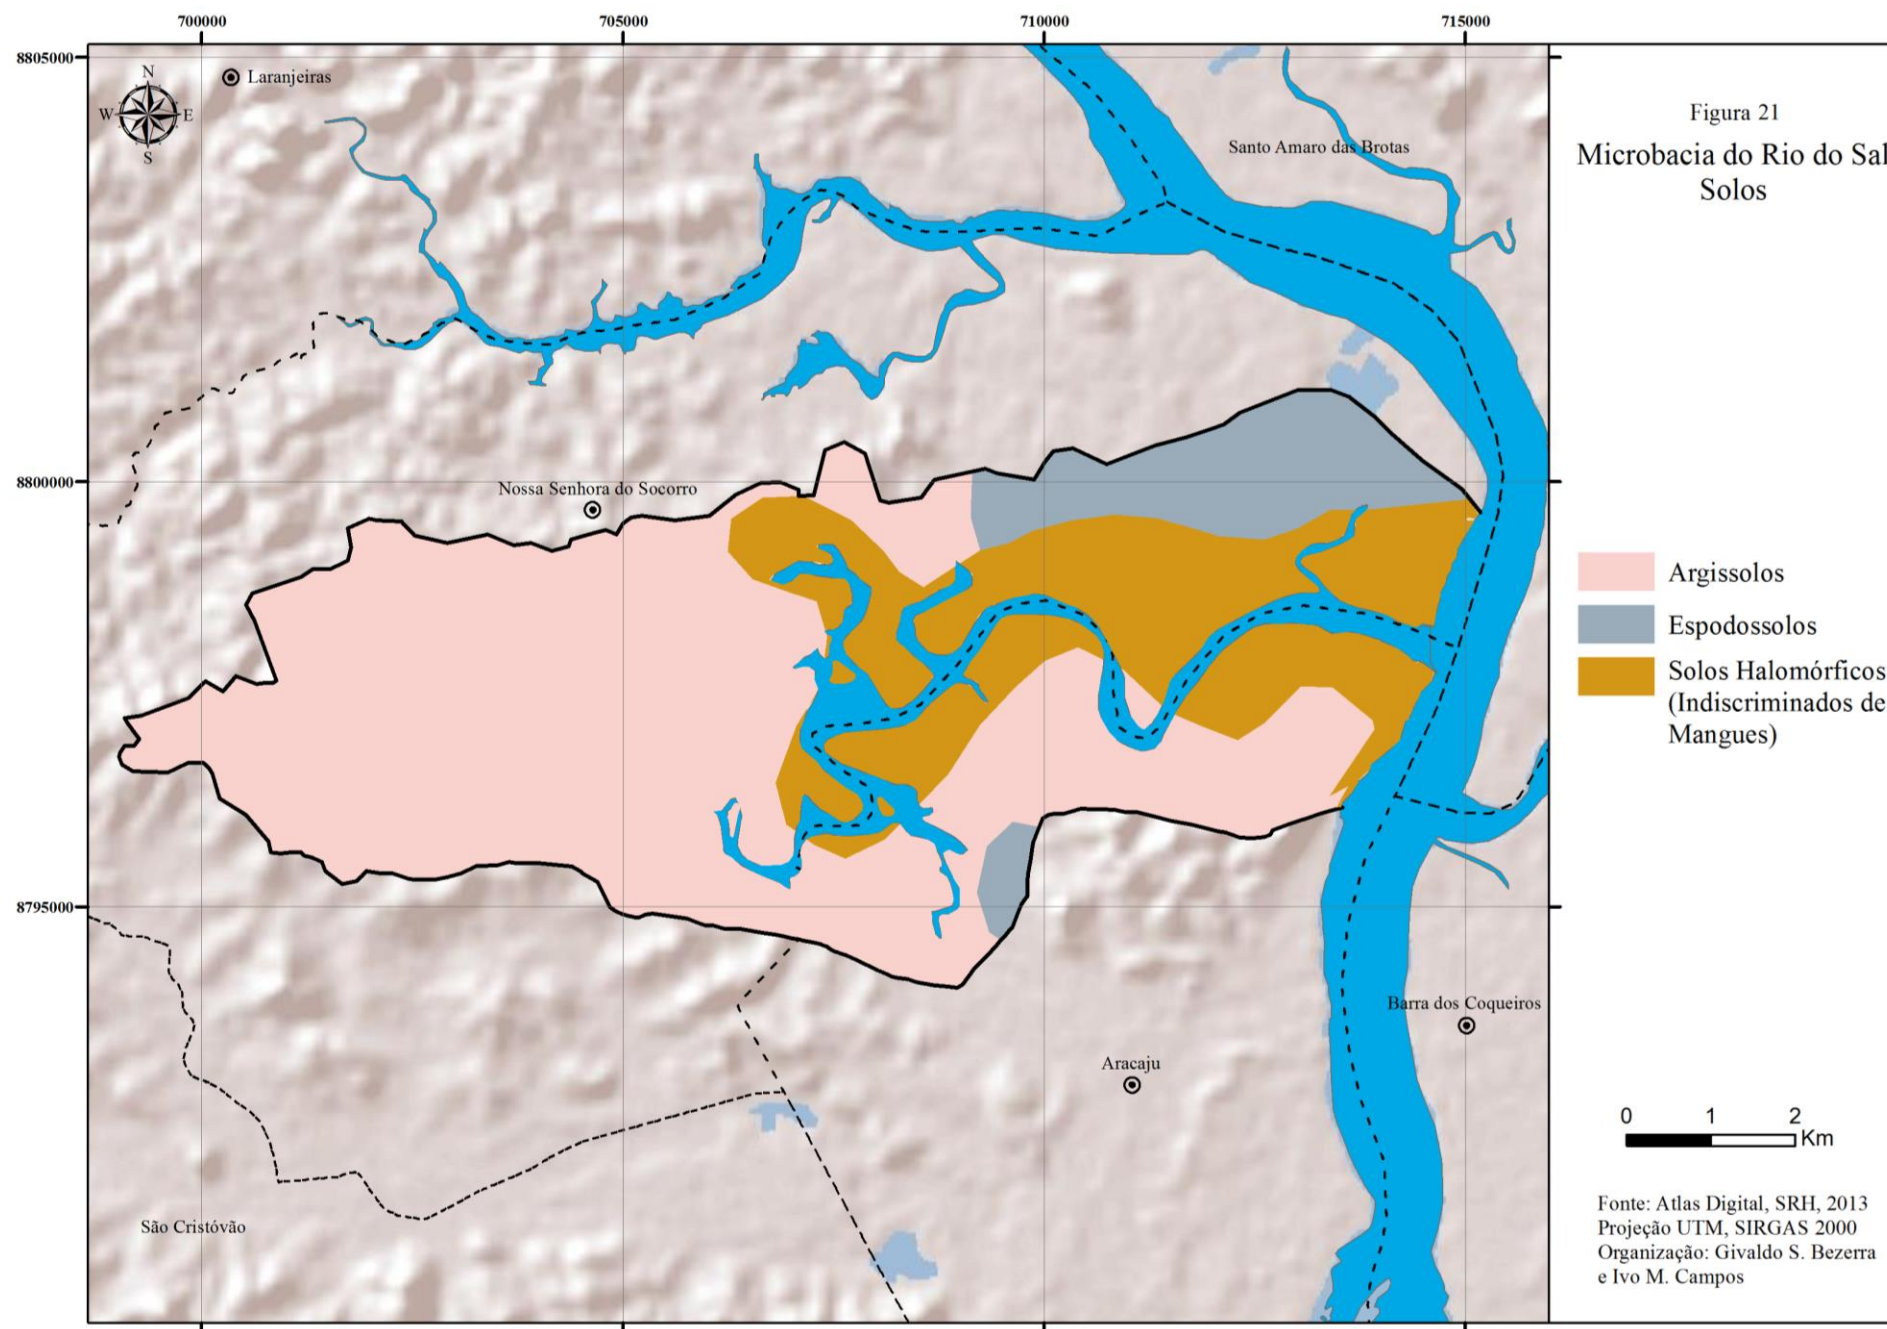 700000
705000
710000
715000
8805000
8800000
8795000
N
W
E
S
Laranjeiras
Santo Amaro das Brotas
Nossa Senhora do Socorro
Barra dos Coqueiros
Aracaju
São Cristóvão
Figura 21
Microbacia do Rio do Sal
Solos
Argissolos
Espodossolos
Solos Halomórficos
(Indiscriminados de
Mangues)
0 1 2
Km
Fonte: Atlas Digital, SRH, 2013
Projeção UTM, SIRGAS 2000
Organização: Givaldo S. Bezerra
e Ivo M. Campos